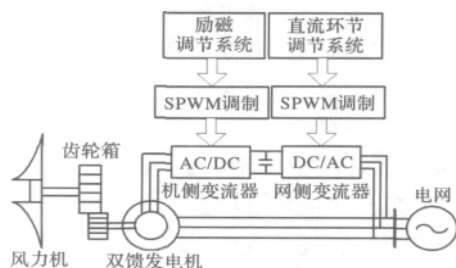 励磁
调节系统
直流环节
调节系统
SPWM调制
SPWM调制
齿轮箱
AC/DC
DC/AC
机侧变流器
网侧变流器
电网
风力机
双馈发电机